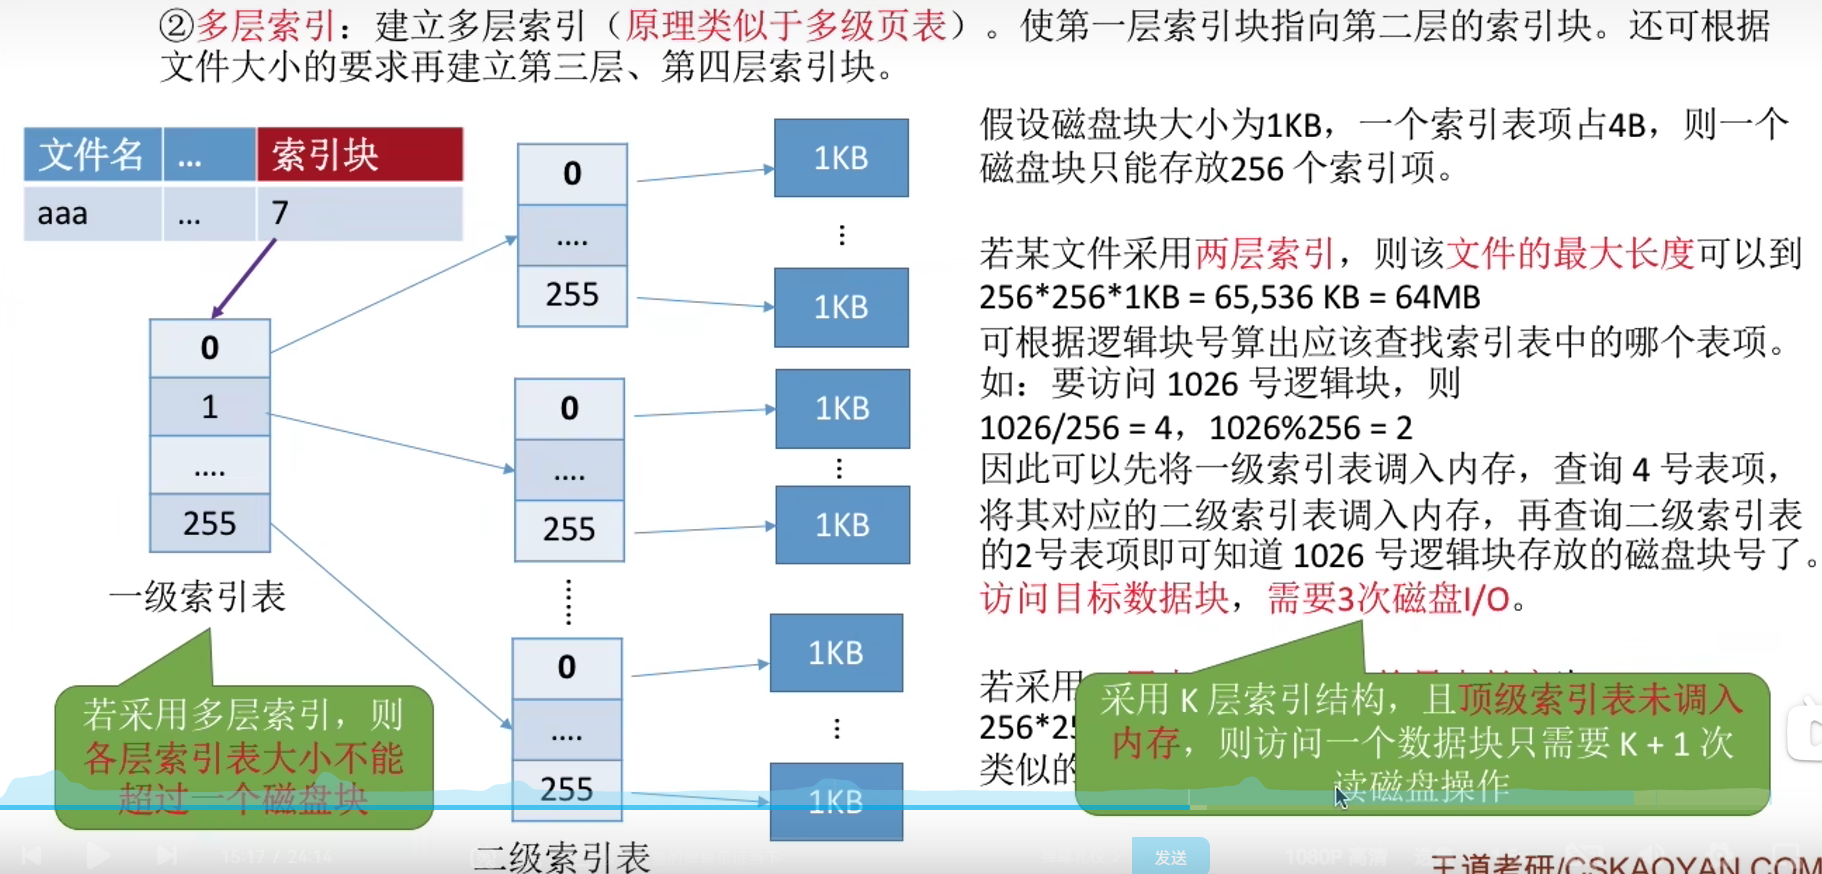 ②多层索引：建立多层索引（原理类似于多级页表）。使第一层索引块指向第二层的索引块。还可根据
文件大小的要求再建立第三层、第四层索引块。
文件名 ... 索引块
aaa ... 7
0
1
....
255
一级索引表
若采用多层索引，则
各层索引表大小不能
超过一个磁盘块
0
....
255
0
....
255
0
....
255
二级索引表
1KB
1KB
1KB
1KB
1KB
1KB
假设磁盘块大小为1KB，一个索引表项占4B，则一个
磁盘块只能存放256 个索引项。
若某文件采用两层索引，则该文件的最大长度可以到
256*256*1KB = 65,536 KB = 64MB
可根据逻辑块号算出应该查找索引表中的哪个表项。
如：要访问 1026 号逻辑块，则
1026/256 = 4，1026%256 = 2
因此可以先将一级索引表调入内存，查询 4 号表项，
将其对应的二级索引表调入内存，再查询二级索引表
的2号表项即可知道 1026 号逻辑块存放的磁盘块号了。
访问目标数据块，需要3次磁盘I/O。
若采用
256*25
类似的
采用 K 层索引结构，且顶级索引表未调入
内存，则访问一个数据块只需要 K + 1 次
读磁盘操作
15:17 / 24:14
发送
1080P 高清
王道考研/CSKAOYAN.COM